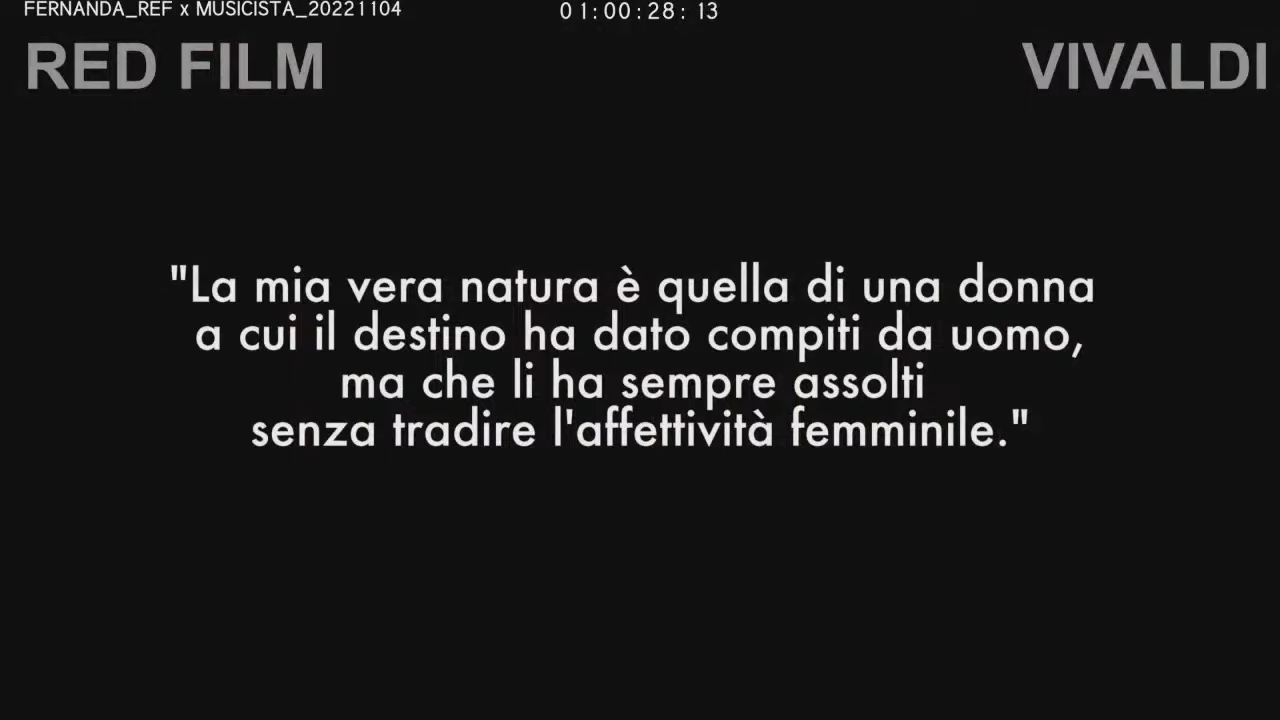 FERNANDA_REF x MUSICISTA_20221104
01:00:28:13
RED FILM
VIVALDI
"La mia vera natura è quella di una donna
a cui il destino ha dato compiti da uomo,
ma che li ha sempre assolti
senza tradire l'affettività femminile."